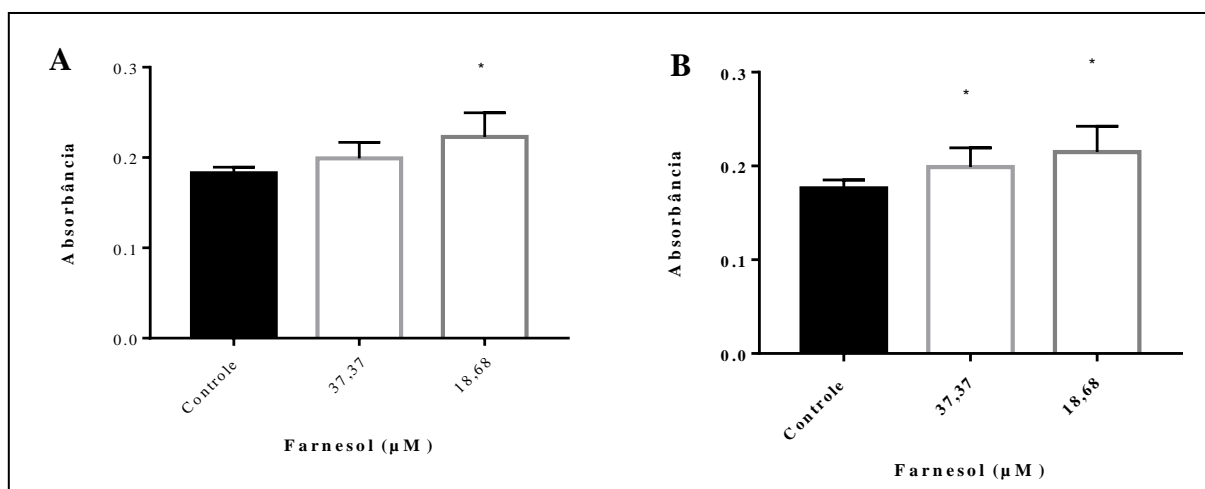 A
*
0.3
0.2
0.1
0.0
Absorbância
Controle
37,37
18,68
Farnesol (µM)
B
*
*
0.3
0.2
0.1
0.0
Absorbância
Controle
37,37
18,68
Farnesol (µM)